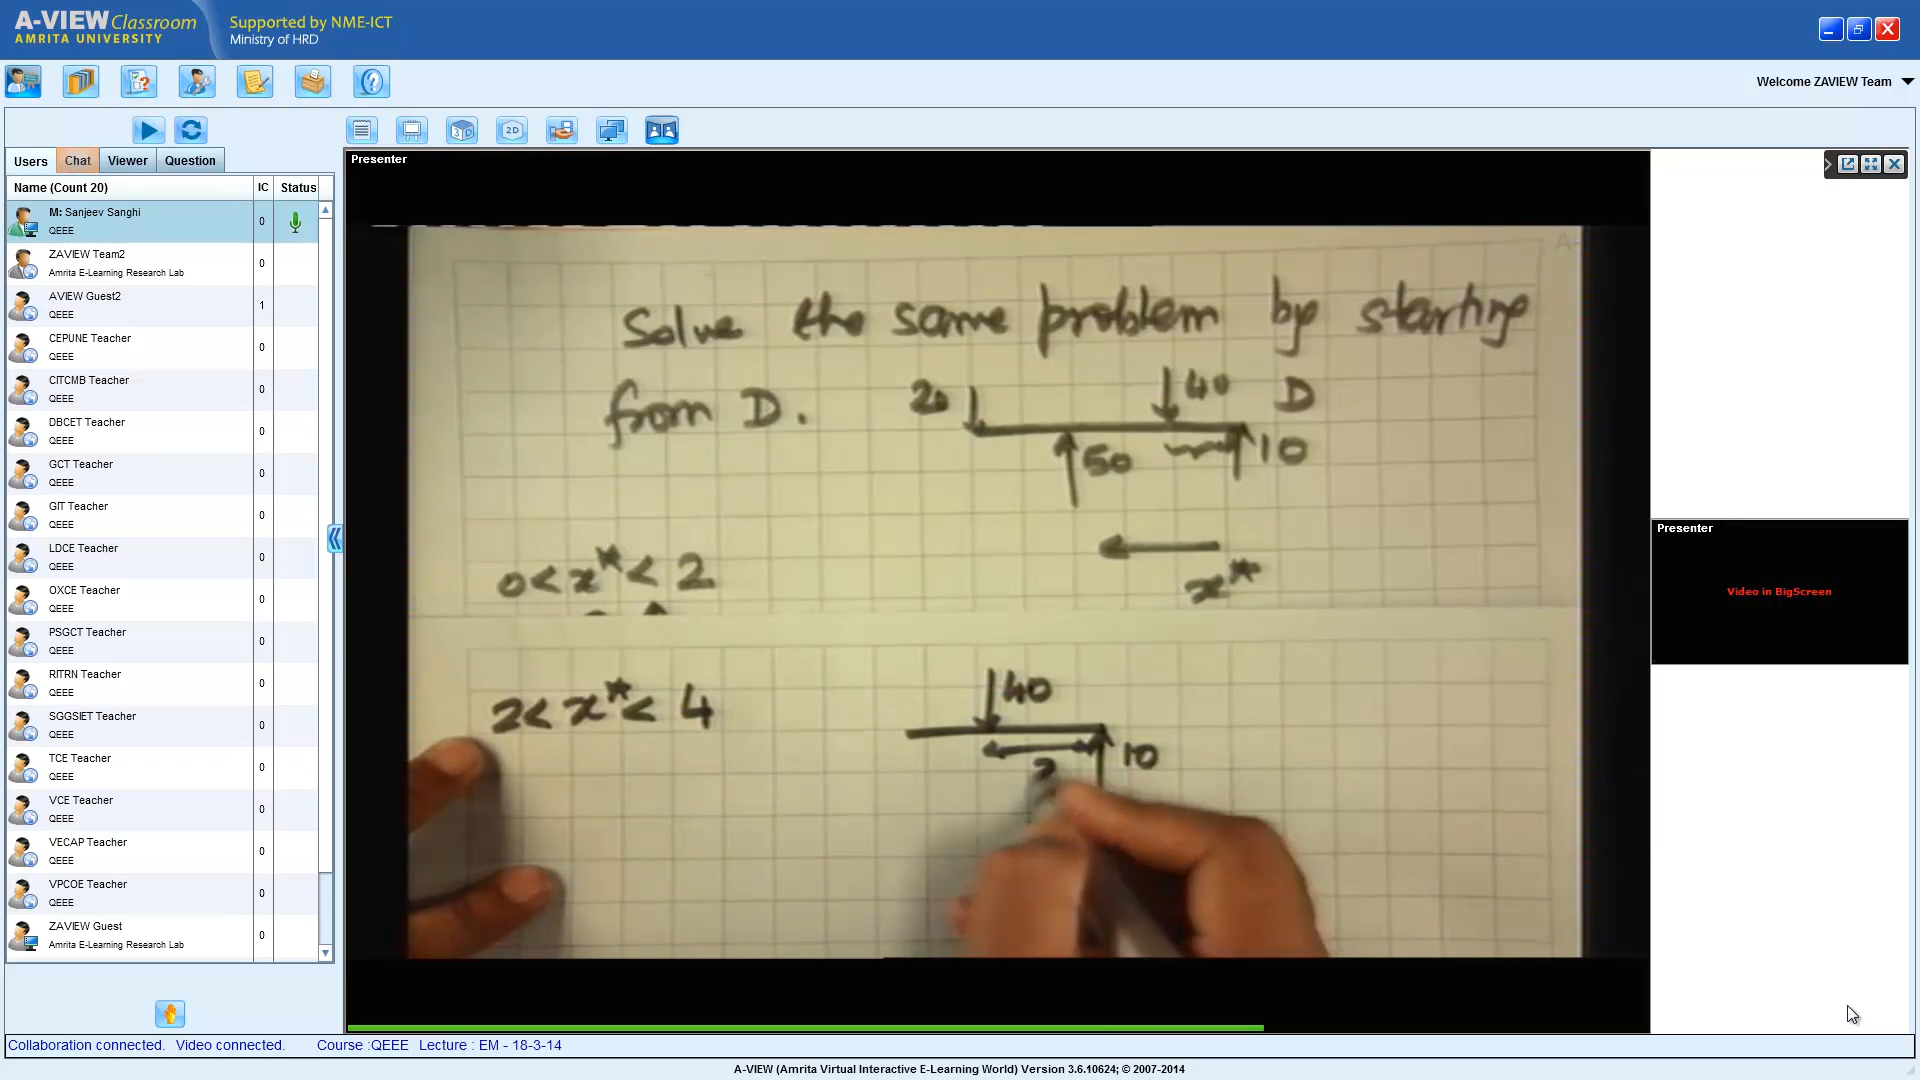 A-VIEW Classroom
AMRITA UNIVERSITY
Supported by NME-ICT
Ministry of HRD
Welcome ZAVIEW Team
Users Chat Viewer Question
Name (Count 20) IC Status
M: Sanjeev Sanghi
QEEE
0
ZAVIEW Team2
Amrita E-Learning Research Lab
0
AVIEW Guest2
QEEE
1
CEPUNE Teacher
QEEE
0
CITCMB Teacher
QEEE
0
DBCET Teacher
QEEE
0
GCT Teacher
QEEE
0
GIT Teacher
QEEE
0
LDCE Teacher
QEEE
0
OXCE Teacher
QEEE
0
PSGCT Teacher
QEEE
0
RITRN Teacher
QEEE
0
SGGSIET Teacher
QEEE
0
TCE Teacher
QEEE
0
VCE Teacher
QEEE
0
VECAP Teacher
QEEE
0
VPCOE Teacher
QEEE
0
ZAVIEW Guest
Amrita E-Learning Research Lab
0
3D
2D
Presenter
Solve the same problem by starting
from D. 20 40 D
50 10
0 < x* < 2
x*
2 < x* < 4
40
10
Presenter
Video in BigScreen
Collaboration connected. Video connected. Course :QEEE Lecture : EM - 18-3-14
A-VIEW (Amrita Virtual Interactive E-Learning World) Version 3.6.10624; © 2007-2014